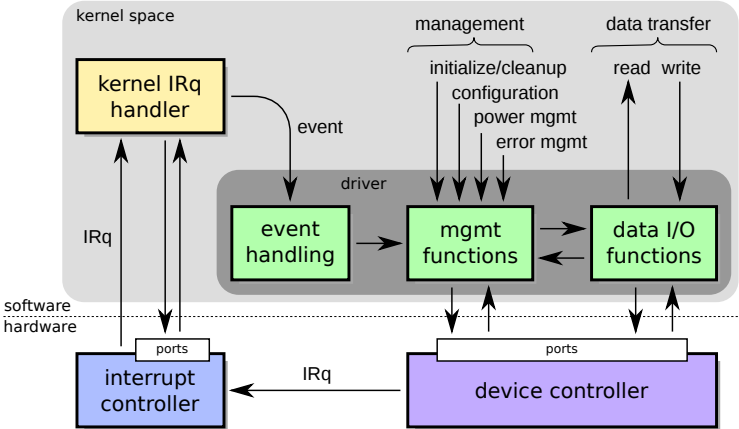 kernel space
management
data transfer
kernel IRq
handler
initialize/cleanup
configuration
power mgmt
error mgmt
read write
event
driver
event
handling
mgmt
functions
data I/O
functions
IRq
software
hardware
ports
ports
interrupt
controller
IRq
device controller